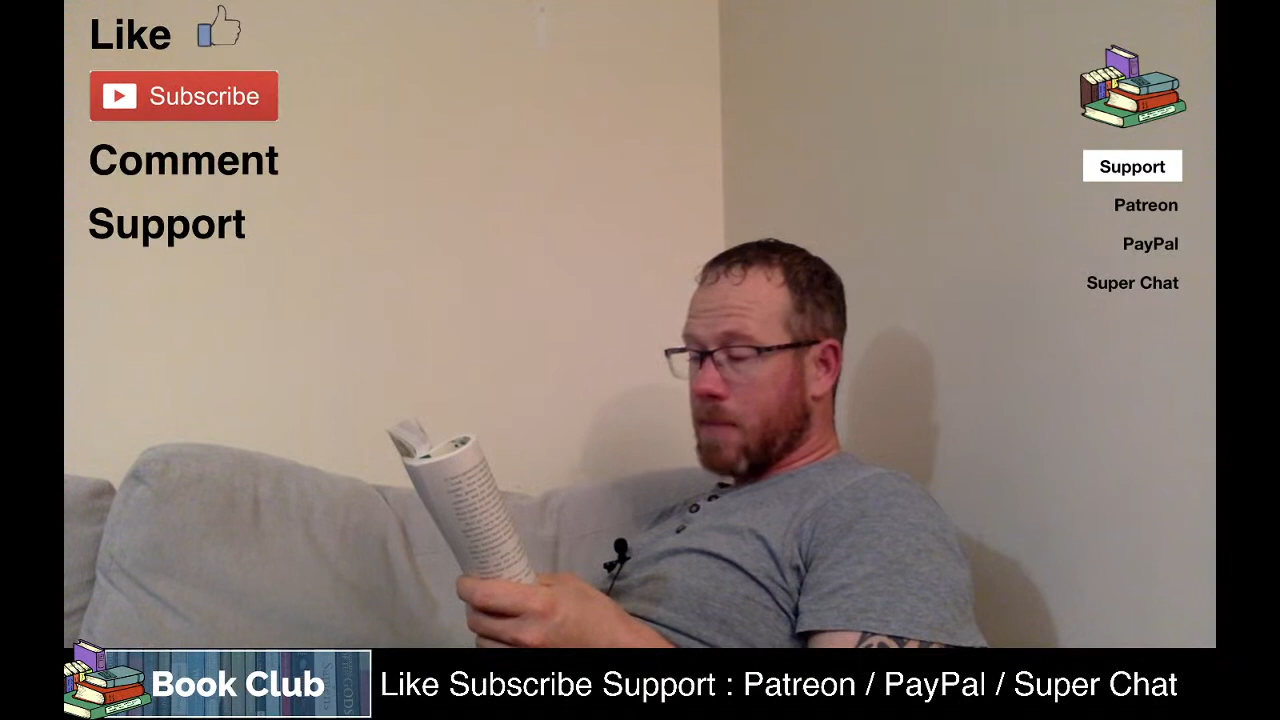 Like
Subscribe
Comment
Support
Support
Patreon
PayPal
Super Chat
Book Club
Like Subscribe Support : Patreon / PayPal / Super Chat